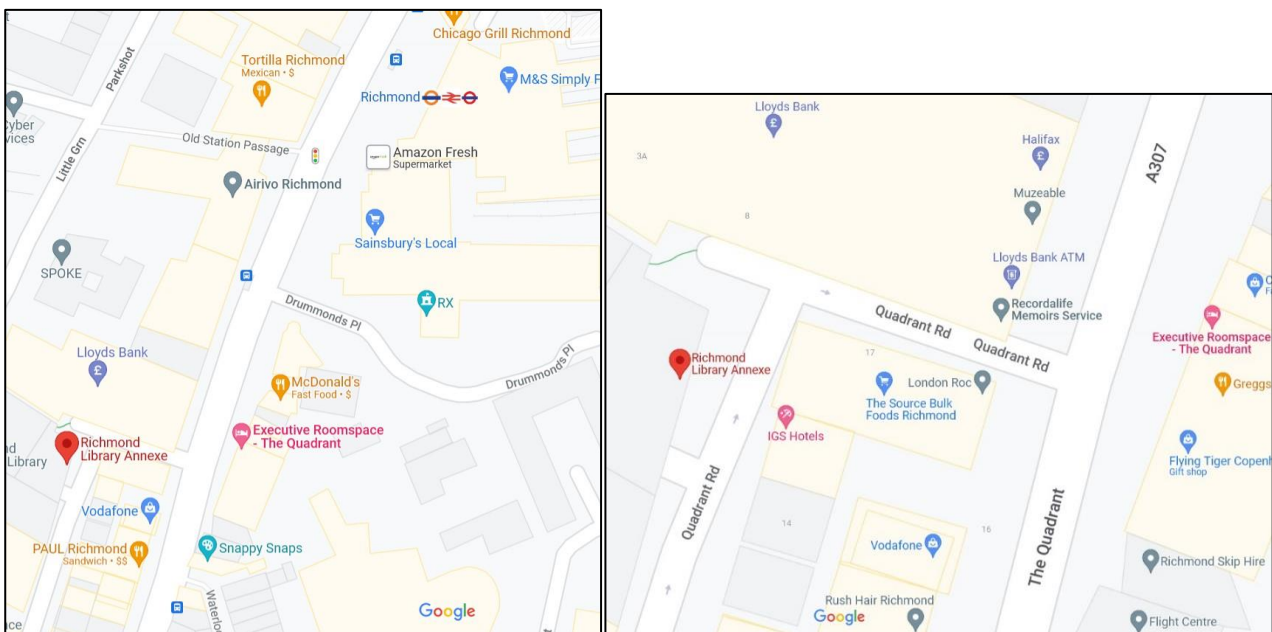 Chicago Grill Richmond
Parkshot
Tortilla Richmond
Mexican • $
M&S Simply F
Richmond
Cyber
vices
Old Station Passage
Amazon Fresh
Supermarket
Little Grn
Airivo Richmond
Sainsbury's Local
SPOKE
RX
Drummonds Pl
Drummonds Pl
Lloyds Bank
McDonald's
Fast Food • $
Executive Roomspace
- The Quadrant
Richmond
Library Annexe
nd
Library
Vodafone
PAUL Richmond
Sandwich • $$
Snappy Snaps
Waterlo
Google
nce
Lloyds Bank
3A
Halifax
A307
Muzeable
8
Lloyds Bank ATM
Recordalife
Memoirs Service
Quadrant Rd
Quadrant Rd
Executive Roomspace
- The Quadrant
Richmond
Library Annexe
17
London Roc
The Source Bulk
Foods Richmond
Greggs
IGS Hotels
Flying Tiger Copenh
Gift shop
Quadrant Rd
14
16
Vodafone
The Quadrant
Richmond Skip Hire
Rush Hair Richmond
Google
Flight Centre